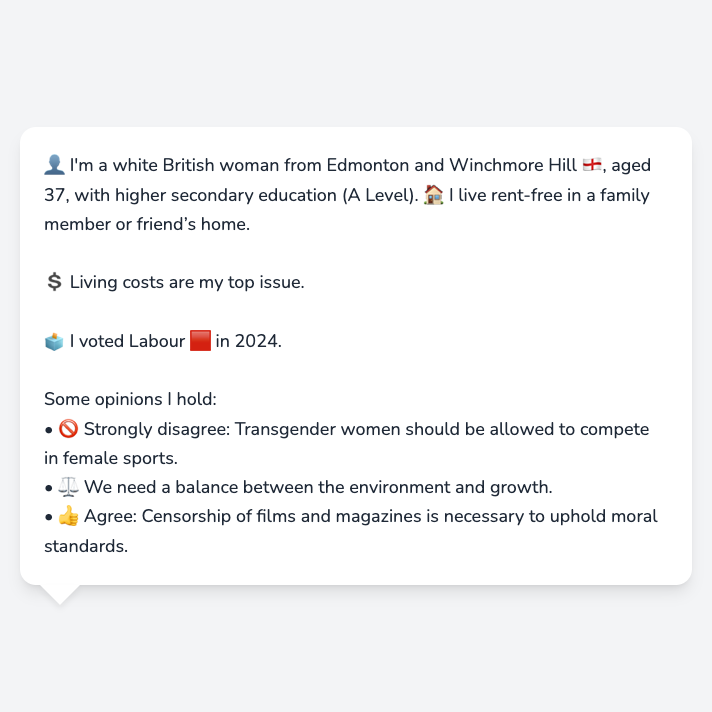 👤 I'm a white British woman from Edmonton and Winchmore Hill 🏴󠁧󠁢󠁥󠁮󠁧󠁿, aged
37, with higher secondary education (A Level). 🏠 I live rent-free in a family
member or friend’s home.
💲 Living costs are my top issue.
🗳️ I voted Labour 🟥 in 2024.
Some opinions I hold:
• 🚫 Strongly disagree: Transgender women should be allowed to compete
in female sports.
• ⚖️ We need a balance between the environment and growth.
• 👍 Agree: Censorship of films and magazines is necessary to uphold moral
standards.